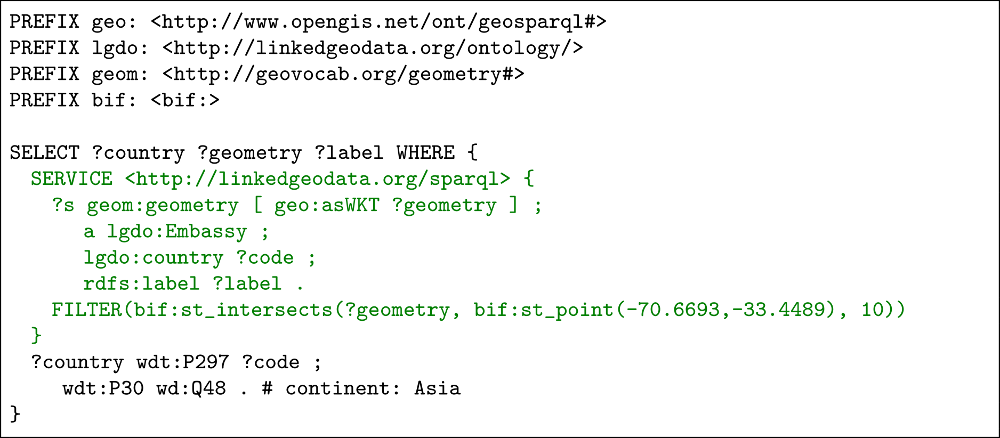 PREFIX geo: <http://www.opengis.net/ont/geosparql#>
PREFIX lgdo: <http://linkedgeodata.org/ontology/>
PREFIX geom: <http://geovocab.org/geometry#>
PREFIX bif: <bif:>
SELECT ?country ?geometry ?label WHERE {
SERVICE <http://linkedgeodata.org/sparql> {
?s geom:geometry [ geo:asWKT ?geometry ] ;
a lgdo:Embassy ;
lgdo:country ?code ;
rdfs:label ?label .
FILTER(bif:st_intersects(?geometry, bif:st_point(-70.6693,-33.4489), 10))
}
?country wdt:P297 ?code ;
wdt:P30 wd:Q48 . # continent: Asia
}